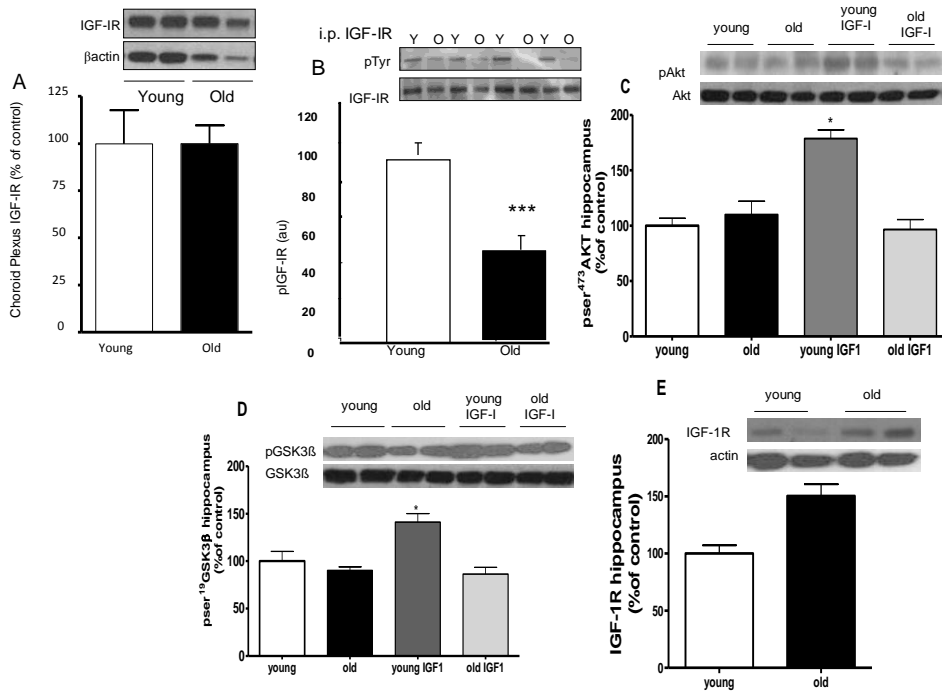 A
IGF-IR
βactin
Young Old
Choroid Plexus IGF-IR (% of control)
125
100
75
50
25
0
Young Old
B
i.p. IGF-IR Y O Y O Y O Y O
pTyr
IGF-IR
pIGF-IR (au)
100
80
60
40
20
0
***
Young Old
C
young old young IGF-I old IGF-I
pAkt
Akt
pser473AKT hippocampus
(%of control)
200
150
100
50
0
*
young old young IGF1 old IGF1
D
young old young IGF-I old IGF-I
pGSK3ß
GSK3ß
pser19GSK3β hippocampus
(%of control)
200
150
100
50
0
*
young old young IGF1 old IGF1
E
young old
IGF-1R
actin
IGF-1R hippocampus
(%of control)
200
150
100
50
0
young old